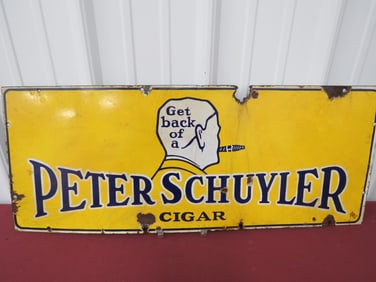 Get
back
of
a
PETER SCHUYLER
CIGAR